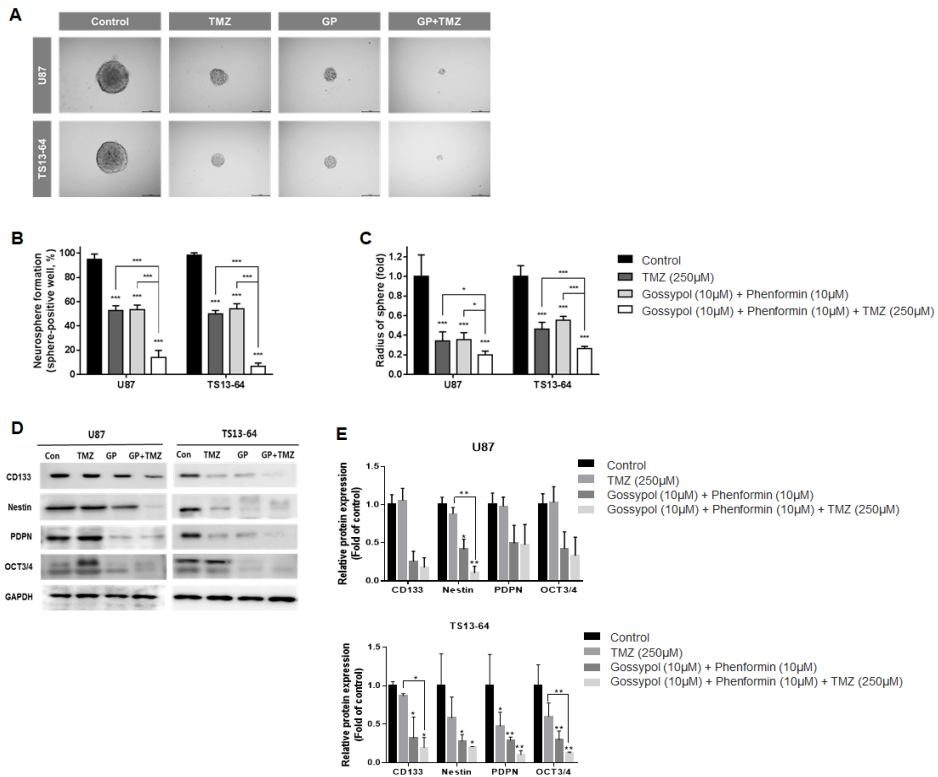 A
Control TMZ GP GP+TMZ
U87
TS13-64
B
Neurosphere formation
(sphere-positive well, %)
100
80
60
40
20
0
*** *** *** *** ***
*** *** *** *** ***
U87 TS13-64
C
Radius of sphere (fold)
1.2
1.0
0.8
0.6
0.4
0.2
0.0
*** *** * * ***
*** *** *** *** ***
U87 TS13-64
Control
TMZ (250µM)
Gossypol (10µM) + Phenformin (10µM)
Gossypol (10µM) + Phenformin (10µM) + TMZ (250µM)
D
U87 TS13-64
Con TMZ GP GP+TMZ Con TMZ GP GP+TMZ
CD133
Nestin
PDPN
OCT3/4
GAPDH
E
U87
Relative protein expression
(Fold of control)
1.5
1.0
0.5
0.0
** * **
CD133 Nestin PDPN OCT3/4
Control
TMZ (250µM)
Gossypol (10µM) + Phenformin (10µM)
Gossypol (10µM) + Phenformin (10µM) + TMZ (250µM)
TS13-64
Relative protein expression
(Fold of control)
1.5
1.0
0.5
0.0
* * * * * * ** ** ** ** **
CD133 Nestin PDPN OCT3/4
Control
TMZ (250µM)
Gossypol (10µM) + Phenformin (10µM)
Gossypol (10µM) + Phenformin (10µM) + TMZ (250µM)